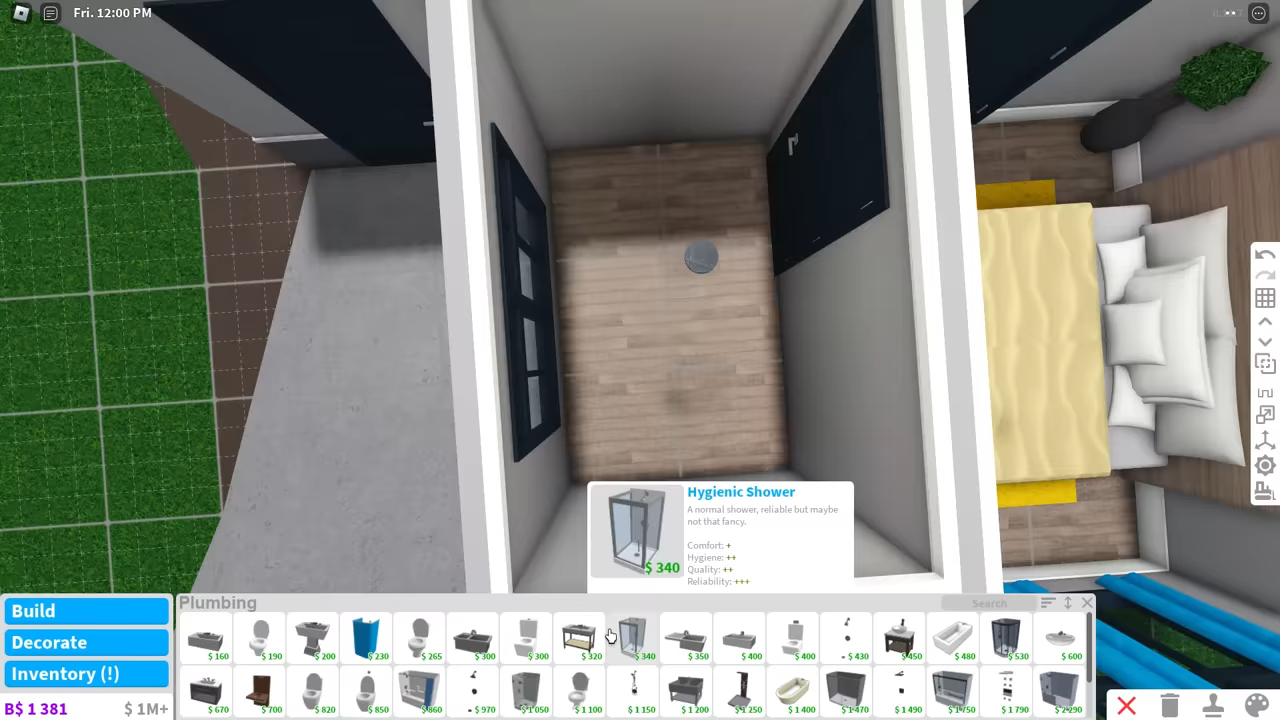 Fri. 12:00 PM
Hygienic Shower
A normal shower, reliable but maybe
not that fancy.
Comfort: +
Hygiene: ++
Quality: ++
Reliability: +++
$ 340
Build
Decorate
Inventory (!)
B$ 1 381
$ 1M+
Plumbing
Search
$ 160 $ 190 $ 200 $ 230 $ 265 $ 300 $ 300 $ 320 $ 340 $ 350 $ 400 $ 400 $ 430 $ 450 $ 480 $ 530 $ 600
$ 670 $ 700 $ 820 $ 850 $ 860 $ 970 $ 1 050 $ 1 100 $ 1 150 $ 1 200 $ 1 250 $ 1 400 $ 1 470 $ 1 490 $ 1 750 $ 1 790 $ 2 290